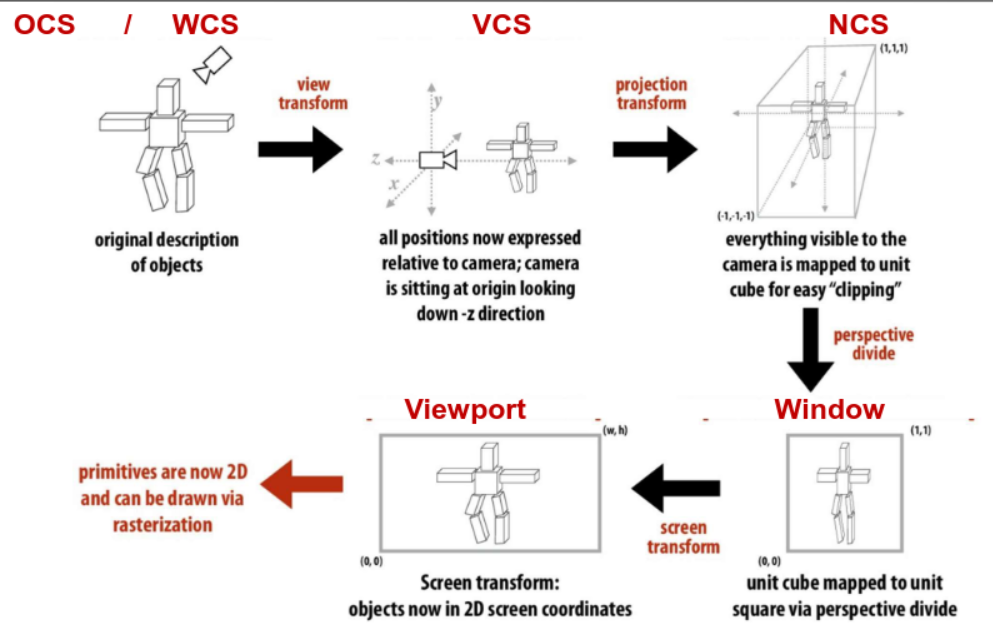 OCS / WCS
VCS
NCS
(1,1,1)
view
transform
projection
transform
y
z
x
(-1,-1,-1)
original description
of objects
all positions now expressed
relative to camera; camera
is sitting at origin looking
down -z direction
everything visible to the
camera is mapped to unit
cube for easy “clipping”
perspective
divide
Viewport
Window
(w, h)
(1, 1)
primitives are now 2D
and can be drawn via
rasterization
screen
transform
(0, 0)
(0, 0)
Screen transform:
objects now in 2D screen coordinates
unit cube mapped to unit
square via perspective divide